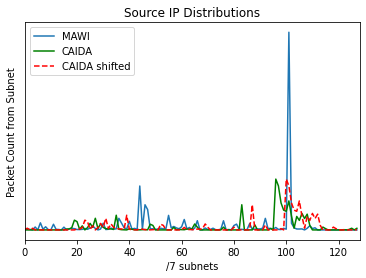 Source IP Distributions
MAWI
CAIDA
CAIDA shifted
Packet Count from Subnet
0 20 40 60 80 100 120
/7 subnets